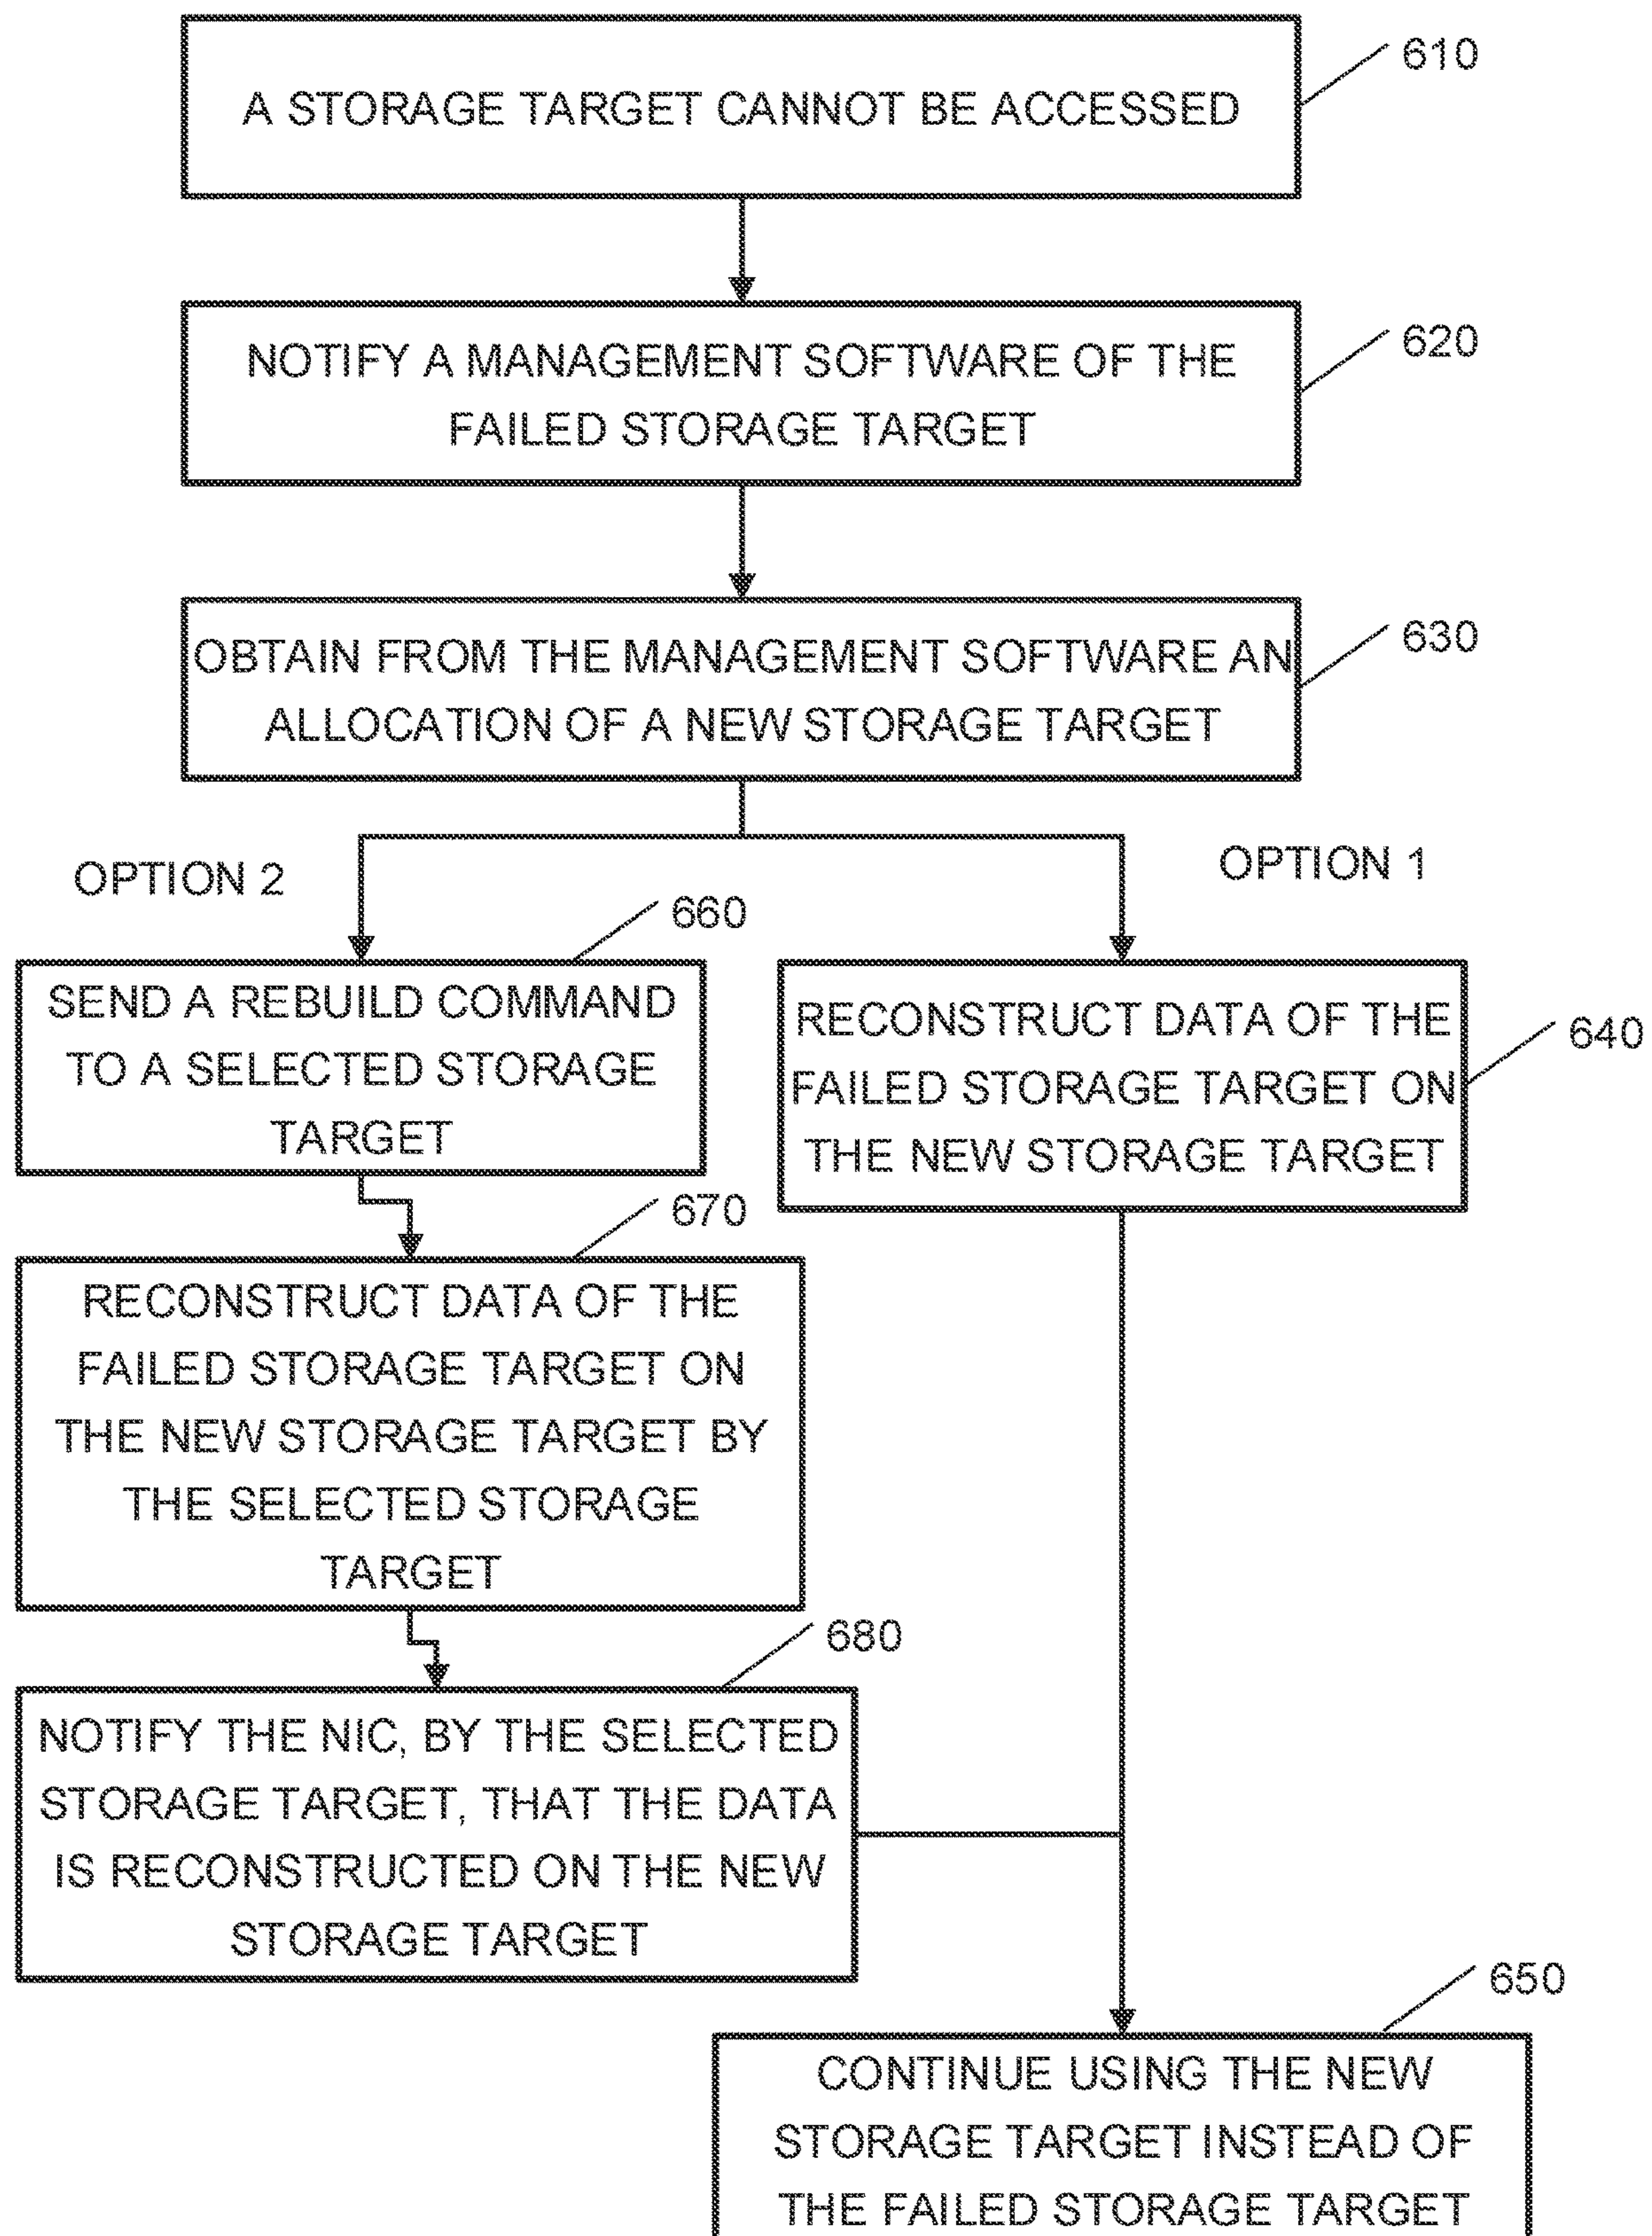 A STORAGE TARGET CANNOT BE ACCESSED
610
NOTIFY A MANAGEMENT SOFTWARE OF THE
FAILED STORAGE TARGET
620
OBTAIN FROM THE MANAGEMENT SOFTWARE AN
ALLOCATION OF A NEW STORAGE TARGET
630
OPTION 2
OPTION 1
660
SEND A REBUILD COMMAND
TO A SELECTED STORAGE
TARGET
RECONSTRUCT DATA OF THE
FAILED STORAGE TARGET ON
THE NEW STORAGE TARGET
640
670
RECONSTRUCT DATA OF THE
FAILED STORAGE TARGET ON
THE NEW STORAGE TARGET BY
THE SELECTED STORAGE
TARGET
680
NOTIFY THE NIC, BY THE SELECTED
STORAGE TARGET, THAT THE DATA
IS RECONSTRUCTED ON THE NEW
STORAGE TARGET
650
CONTINUE USING THE NEW
STORAGE TARGET INSTEAD OF
THE FAILED STORAGE TARGET